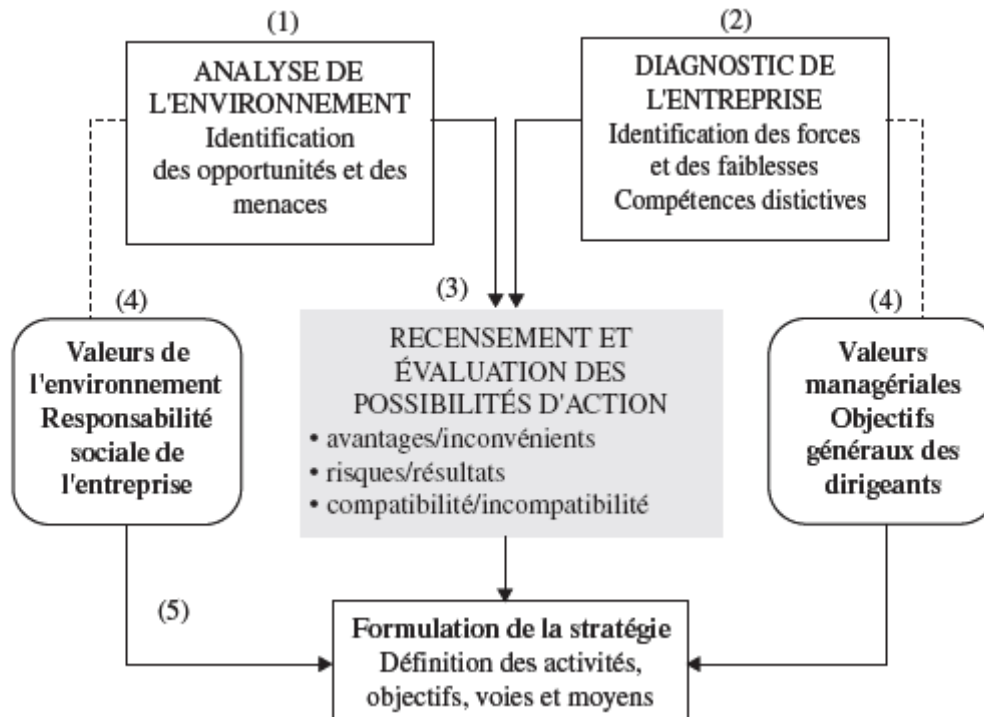 (1)
ANALYSE DE
L'ENVIRONNEMENT
Identification
des opportunités et des
menaces
(2)
DIAGNOSTIC DE
L'ENTREPRISE
Identification des forces
et des faiblesses
Compétences distictives
(4)
Valeurs de
l'environnement
Responsabilité
sociale de
l'entreprise
(3)
RECENSEMENT ET
ÉVALUATION DES
POSSIBILITÉS D'ACTION
• avantages/inconvénients
• risques/résultats
• compatibilité/incompatibilité
(4)
Valeurs
managériales
Objectifs
généraux des
dirigeants
(5)
Formulation de la stratégie
Définition des activités,
objectifs, voies et moyens